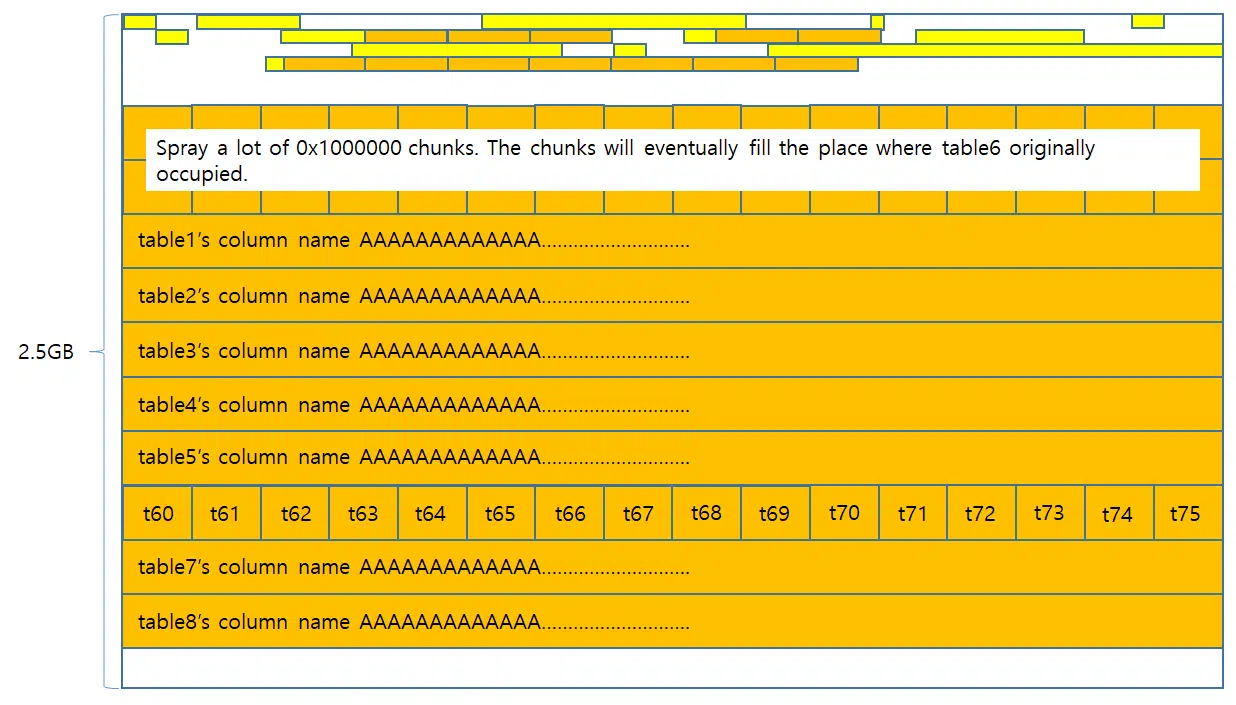 Spray a lot of 0x1000000 chunks. The chunks will eventually fill the place where table6 originally
occupied.
table1's column name AAAAAAAAAAAAA............................
table2's column name AAAAAAAAAAAAA............................
table3's column name AAAAAAAAAAAAA............................
2.5GB
table4's column name AAAAAAAAAAAAA............................
table5's column name AAAAAAAAAAAAA............................
t60 t61 t62 t63 t64 t65 t66 t67 t68 t69 t70 t71 t72 t73 t74 t75
table7's column name AAAAAAAAAAAAA............................
table8's column name AAAAAAAAAAAAA............................